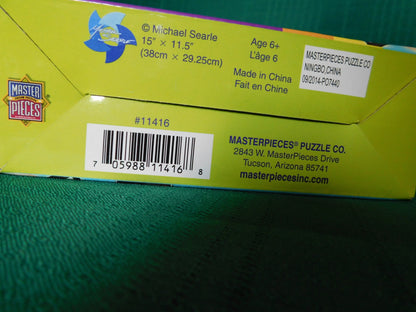 © Michael Searle
15” × 11.5”
(38cm × 29.25cm)
Age 6+
L'âge 6
Made in China
Fait en Chine
MASTERPIECES PUZZLE CO
NINGBO,CHINA
09/2014-PO7440
MASTER
PIECES
#11416
7 05988 11416 8
MASTERPIECES® PUZZLE CO.
2843 W. MasterPieces Drive
Tucson, Arizona 85741
masterpiecesinc.com